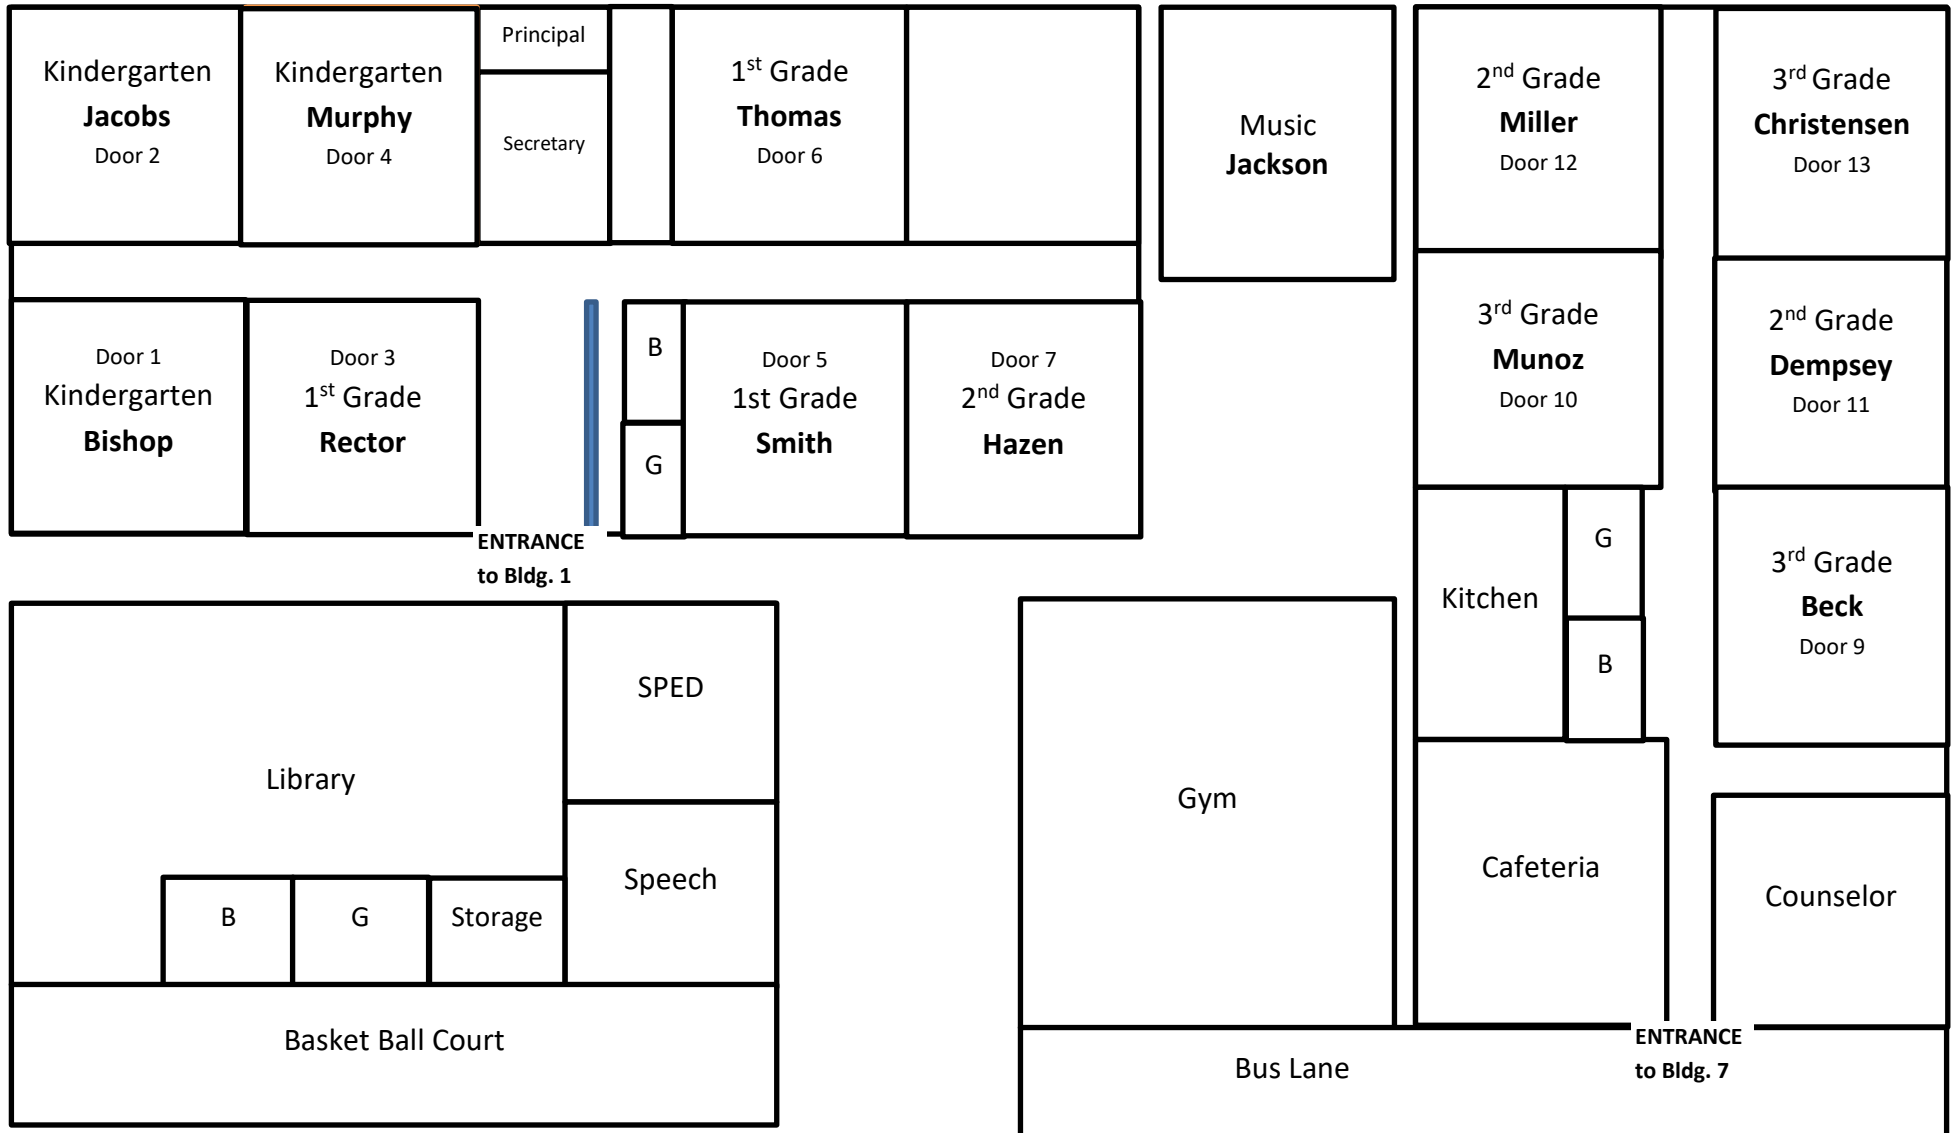 Kindergarten
Jacobs
Door 2
Kindergarten
Murphy
Door 4
Principal
Secretary
1st Grade
Thomas
Door 6
Music
Jackson
2nd Grade
Miller
Door 12
3rd Grade
Christensen
Door 13
Door 1
Kindergarten
Bishop
Door 3
1st Grade
Rector
B
G
Door 5
1st Grade
Smith
Door 7
2nd Grade
Hazen
3rd Grade
Munoz
Door 10
2nd Grade
Dempsey
Door 11
ENTRANCE
to Bldg. 1
Kitchen
G
B
3rd Grade
Beck
Door 9
Library
SPED
Speech
B
G
Storage
Basket Ball Court
Gym
Cafeteria
Counselor
Bus Lane
ENTRANCE
to Bldg. 7